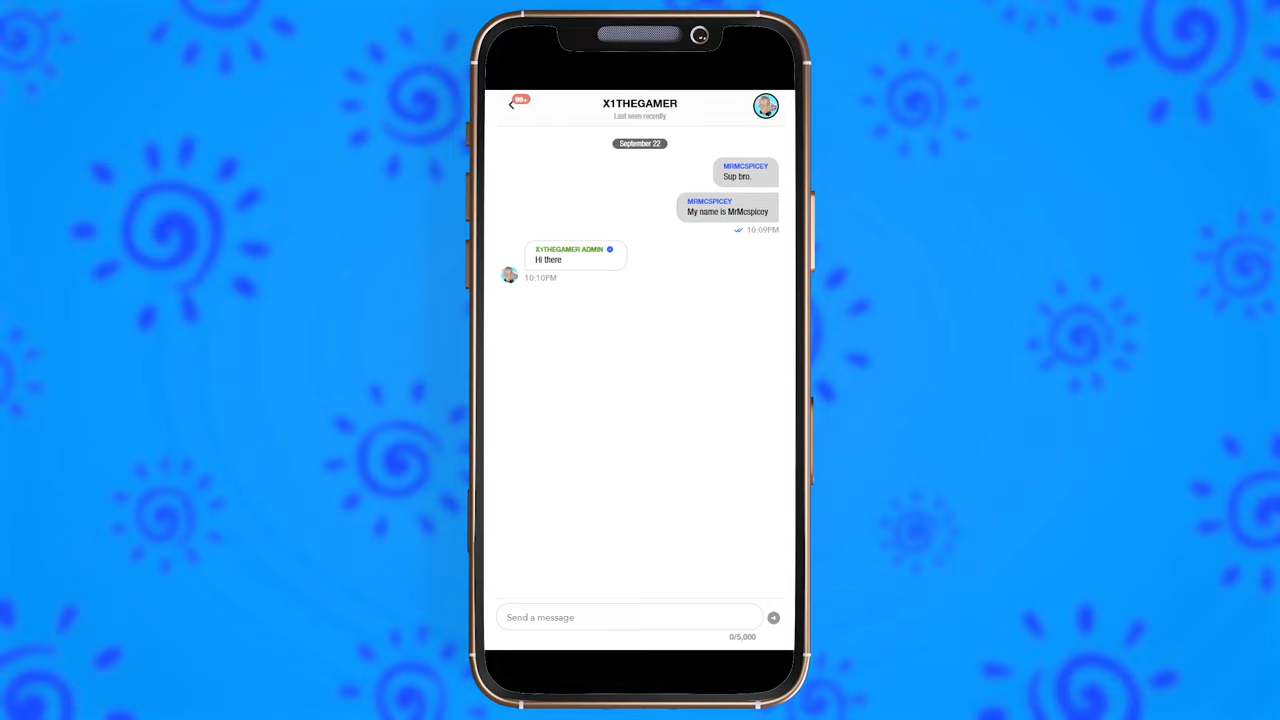 99+
X1THEGAMER
Last seen recently
September 22
MRMCSPICEY
Sup bro.
MRMCSPICEY
My name is MrMcspicey
10:09PM
X1THEGAMER ADMIN
Hi there
10:10PM
Send a message
0/5,000